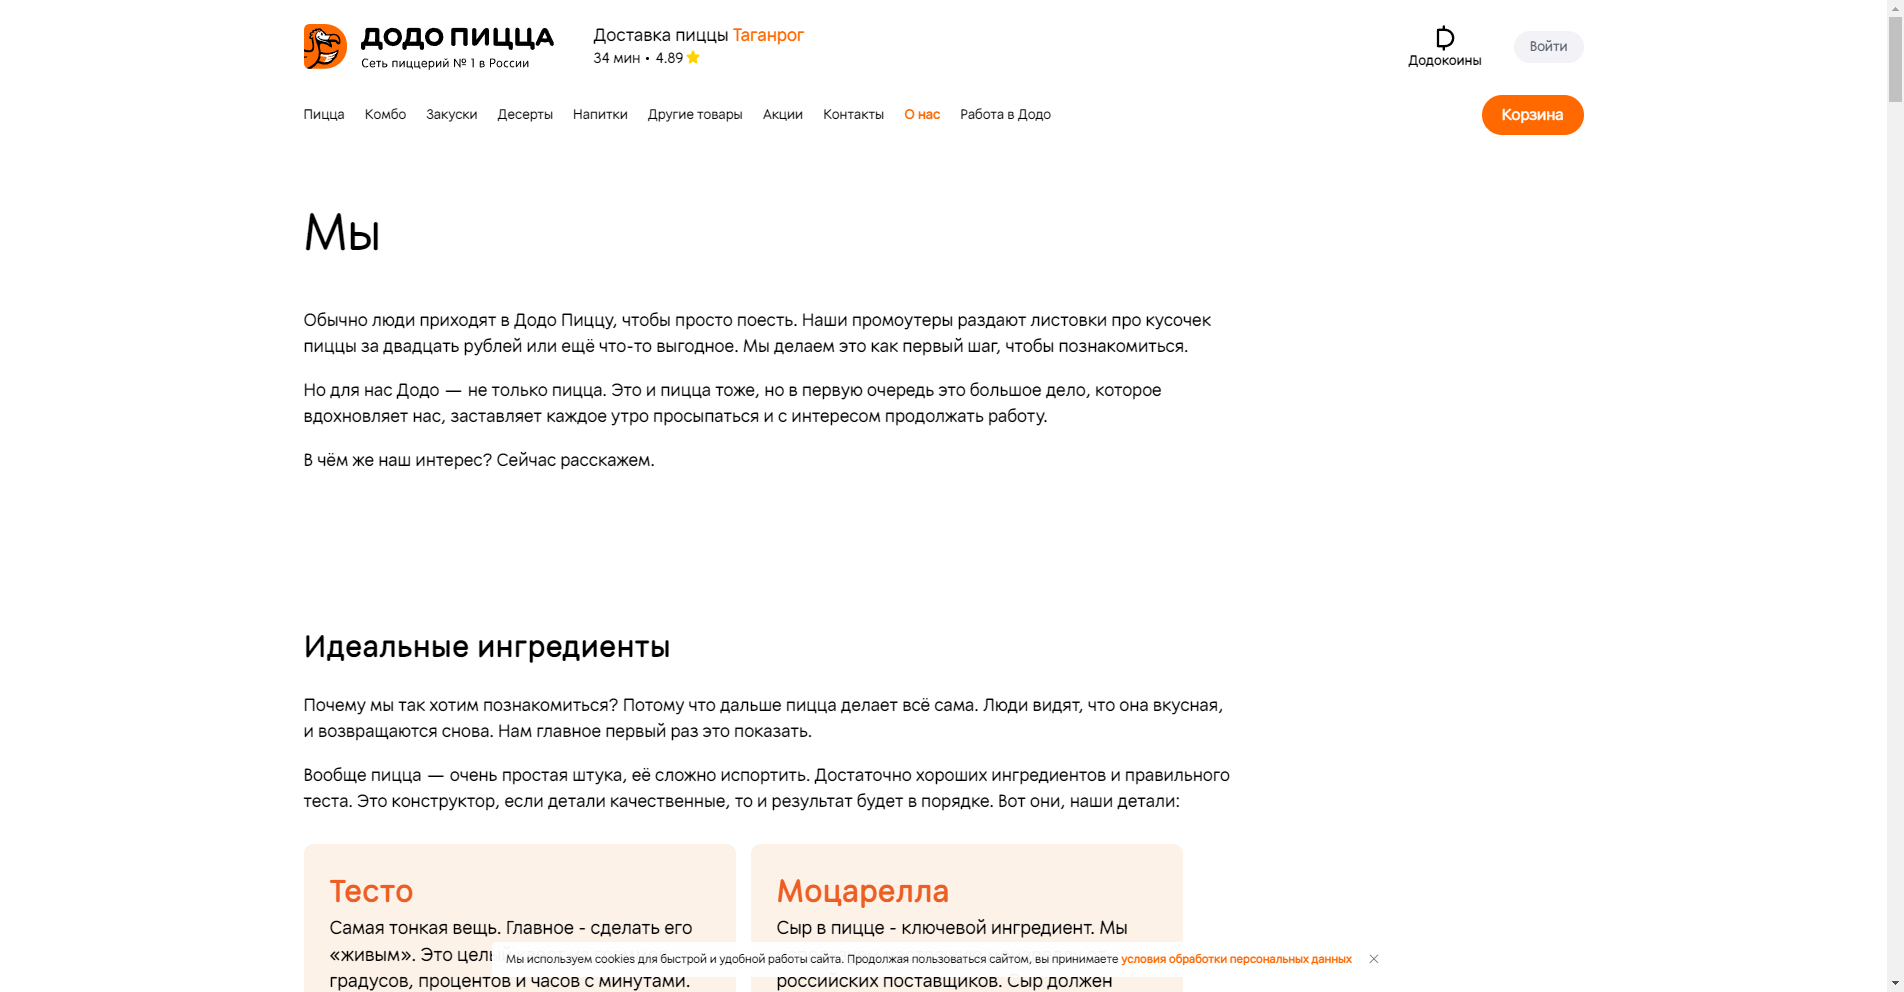 ДОДО ПИЦЦА
Сеть пиццерий № 1 в России
Доставка пиццы Таганрог
34 мин • 4.89
Додокоины
Войти
Пицца Комбо Закуски Десерты Напитки Другие товары Акции Контакты О нас Работа в Додо
Корзина
Мы
Обычно люди приходят в Додо Пиццу, чтобы просто поесть. Наши промоутеры раздают листовки про кусочек
пиццы за двадцать рублей или ещё что-то выгодное. Мы делаем это как первый шаг, чтобы познакомиться.
Но для нас Додо — не только пицца. Это и пицца тоже, но в первую очередь это большое дело, которое
вдохновляет нас, заставляет каждое утро просыпаться и с интересом продолжать работу.
В чём же наш интерес? Сейчас расскажем.
Идеальные ингредиенты
Почему мы так хотим познакомиться? Потому что дальше пицца делает всё сама. Люди видят, что она вкусная,
и возвращаются снова. Нам главное первый раз это показать.
Вообще пицца — очень простая штука, её сложно испортить. Достаточно хороших ингредиентов и правильного
теста. Это конструктор, если детали качественные, то и результат будет в порядке. Вот они, наши детали:
Тесто
Самая тонкая вещь. Главное - сделать его
«живым». Это
градусов, процентов и часов с минутами.
Моцарелла
Сыр в пицце - ключевой ингредиент. Мы
российских поставщиков. Сыр должен
Мы используем cookies для быстрой и удобной работы сайта. Продолжая пользоваться сайтом, вы принимаете условия обработки персональных данных